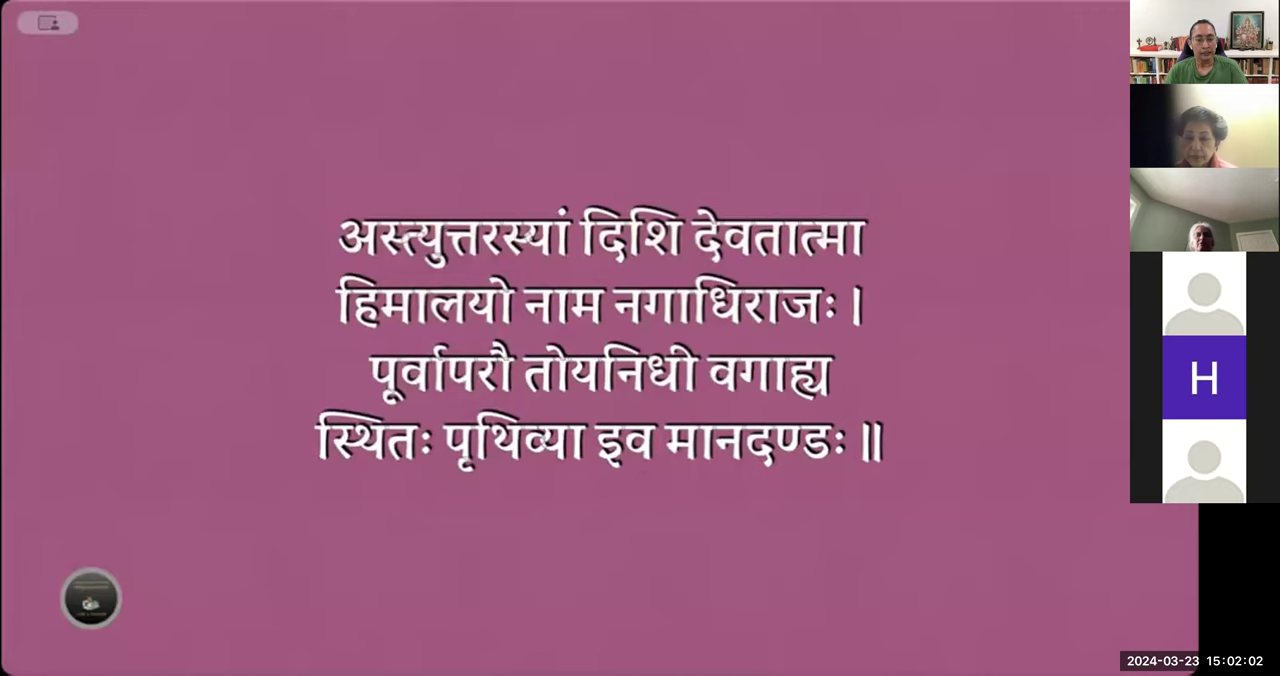 अस्त्युत्तरस्यां दिशि देवतात्मा
हिमालयो नाम नगाधिराजः ।
पूर्वापरौ तोयनिधी वगाह्य
स्थितः पृथिव्या इव मानदण्डः ॥
H
2024-03-23 15:02:02